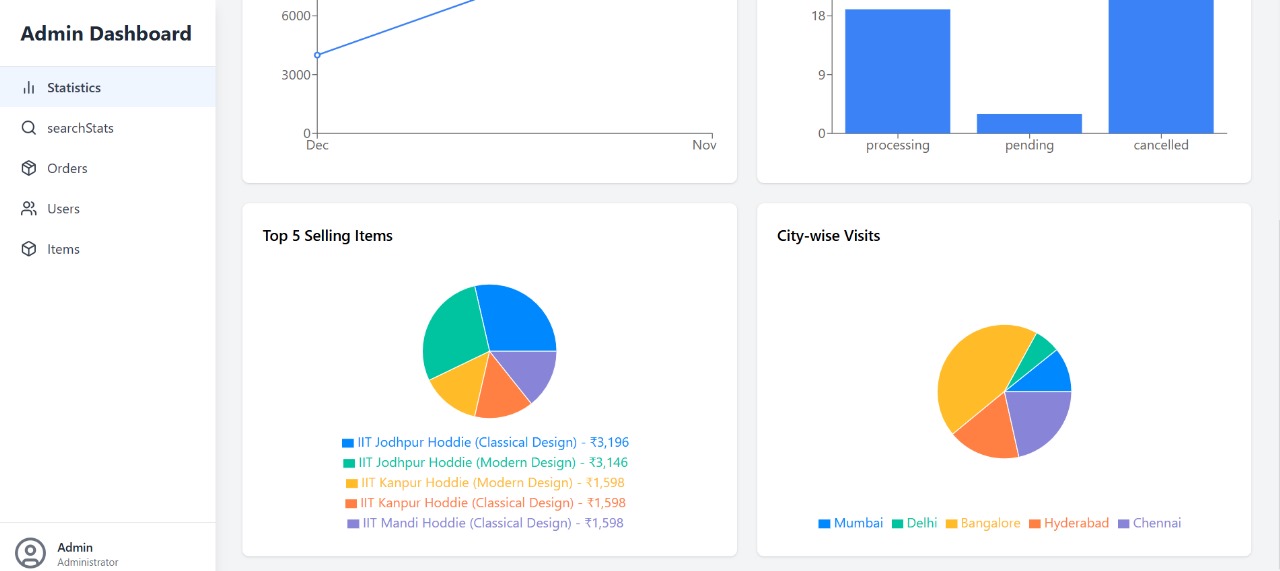 Admin Dashboard
Statistics
searchStats
Orders
Users
Items
Admin
Administrator
6000
3000
0
Dec
Nov
18
9
0
processing
pending
cancelled
Top 5 Selling Items
IIT Jodhpur Hoddie (Classical Design) - ₹3,196
IIT Jodhpur Hoddie (Modern Design) - ₹3,146
IIT Kanpur Hoddie (Modern Design) - ₹1,598
IIT Kanpur Hoddie (Classical Design) - ₹1,598
IIT Mandi Hoddie (Classical Design) - ₹1,598
City-wise Visits
Mumbai Delhi Bangalore Hyderabad Chennai